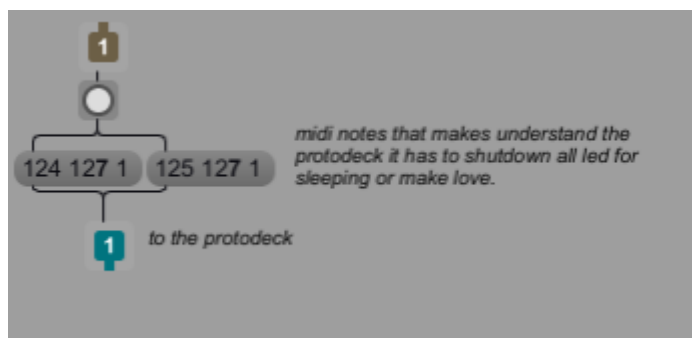 1
midi notes that makes understand the
124 127 1 125 127 1 protodeck it has to shutdown all led for
sleeping or make love.
1 to the protodeck